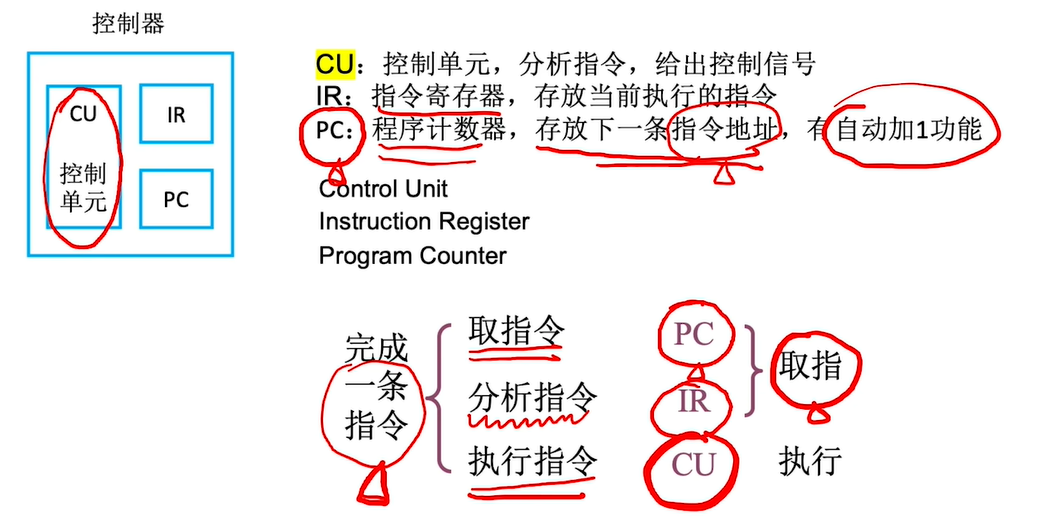 控制器
CU
控制
单元
IR
PC
CU：控制单元，分析指令，给出控制信号
IR：指令寄存器，存放当前执行的指令
PC：程序计数器，存放下一条指令地址，有自动加1功能
Control Unit
Instruction Register
Program Counter
完成
一条
指令
取指令
分析指令
执行指令
PC
IR
CU
取指
执行